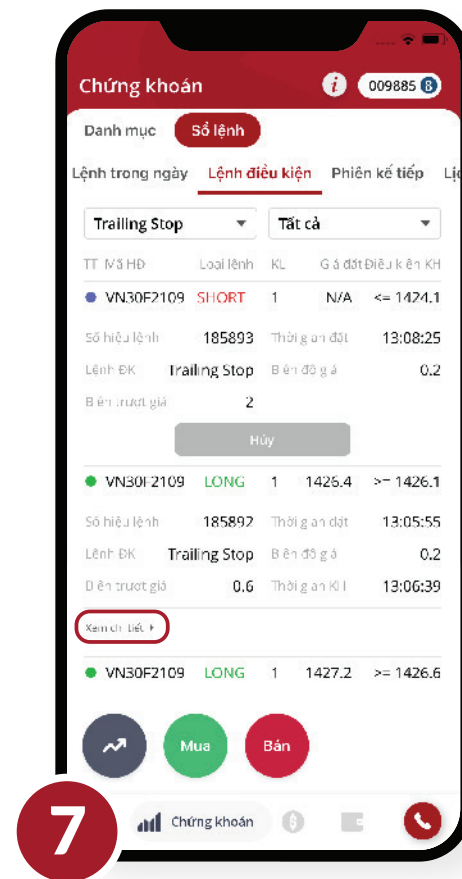 Chứng khoán i 009885 B
Danh mục Sổ lệnh
Lệnh trong ngày Lệnh điều kiện Phiên kế tiếp Lị
Trailing Stop Tất cả
TT Mã HĐ Loại lệnh KL Giá đặt Điều kiện KH
VN30F2109 SHORT 1 N/A <= 1424.1
Số hiệu lệnh 185893 Thời gian đặt 13:08:25
Lệnh ĐK Trailing Stop Biên độ giá 0.2
Biên trượt giá 2
Hủy
VN30F2109 LONG 1 1426.4 >= 1426.1
Số hiệu lệnh 185892 Thời gian đặt 13:05:55
Lệnh ĐK Trailing Stop Biên độ giá 0.2
Biên trượt giá 0.6 Thời gian KH 13:06:39
Xem chi tiết
VN30F2109 LONG 1 1427.2 >= 1426.6
Mua Bán
7 Chứng khoán